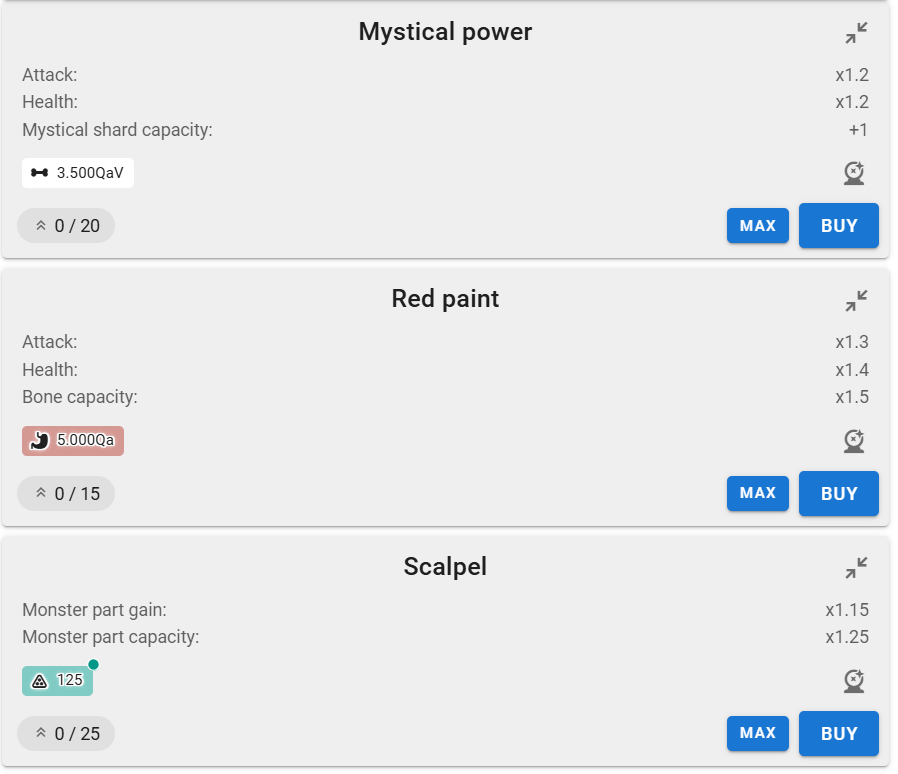 Mystical power
Attack: x1.2
Health: x1.2
Mystical shard capacity: +1
3.500QaV
0 / 20 MAX BUY
Red paint
Attack: x1.3
Health: x1.4
Bone capacity: x1.5
5.000Qa
0 / 15 MAX BUY
Scalpel
Monster part gain: x1.15
Monster part capacity: x1.25
125
0 / 25 MAX BUY